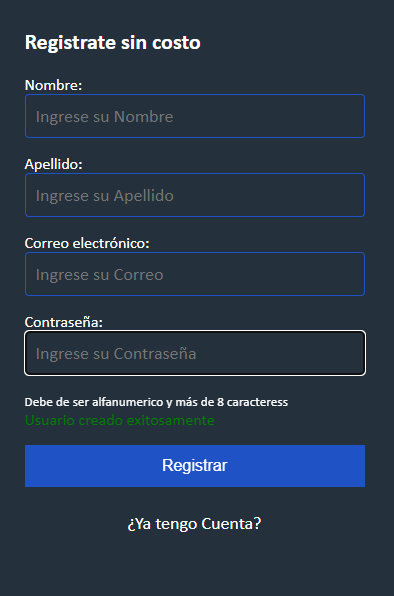 Registrate sin costo
Nombre:
Ingrese su Nombre
Apellido:
Ingrese su Apellido
Correo electrónico:
Ingrese su Correo
Contraseña:
Ingrese su Contraseña
Debe de ser alfanumerico y más de 8 caracteress
Usuario creado exitosamente
Registrar
¿Ya tengo Cuenta?